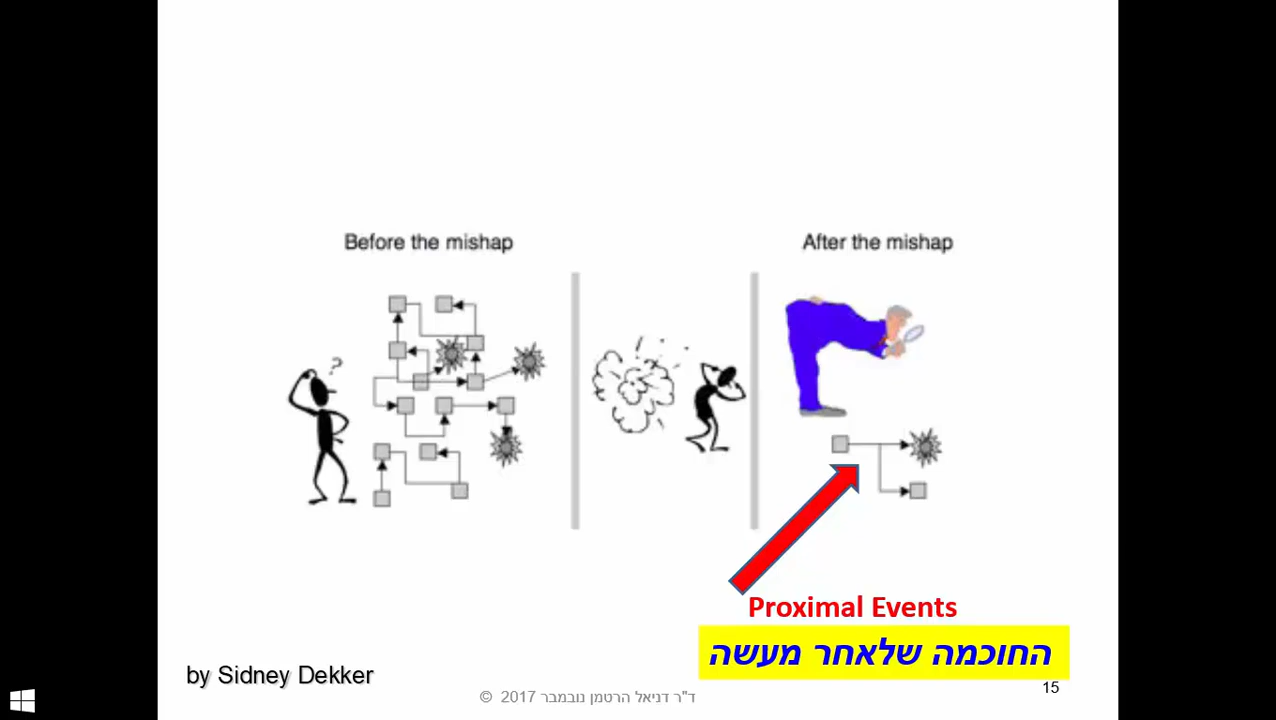 Before the mishap
After the mishap
?
Proximal Events
החוכמה שלאחר מעשה
by Sidney Dekker
15
ד"ר דניאל הרטמן נובמבר 2017 ©